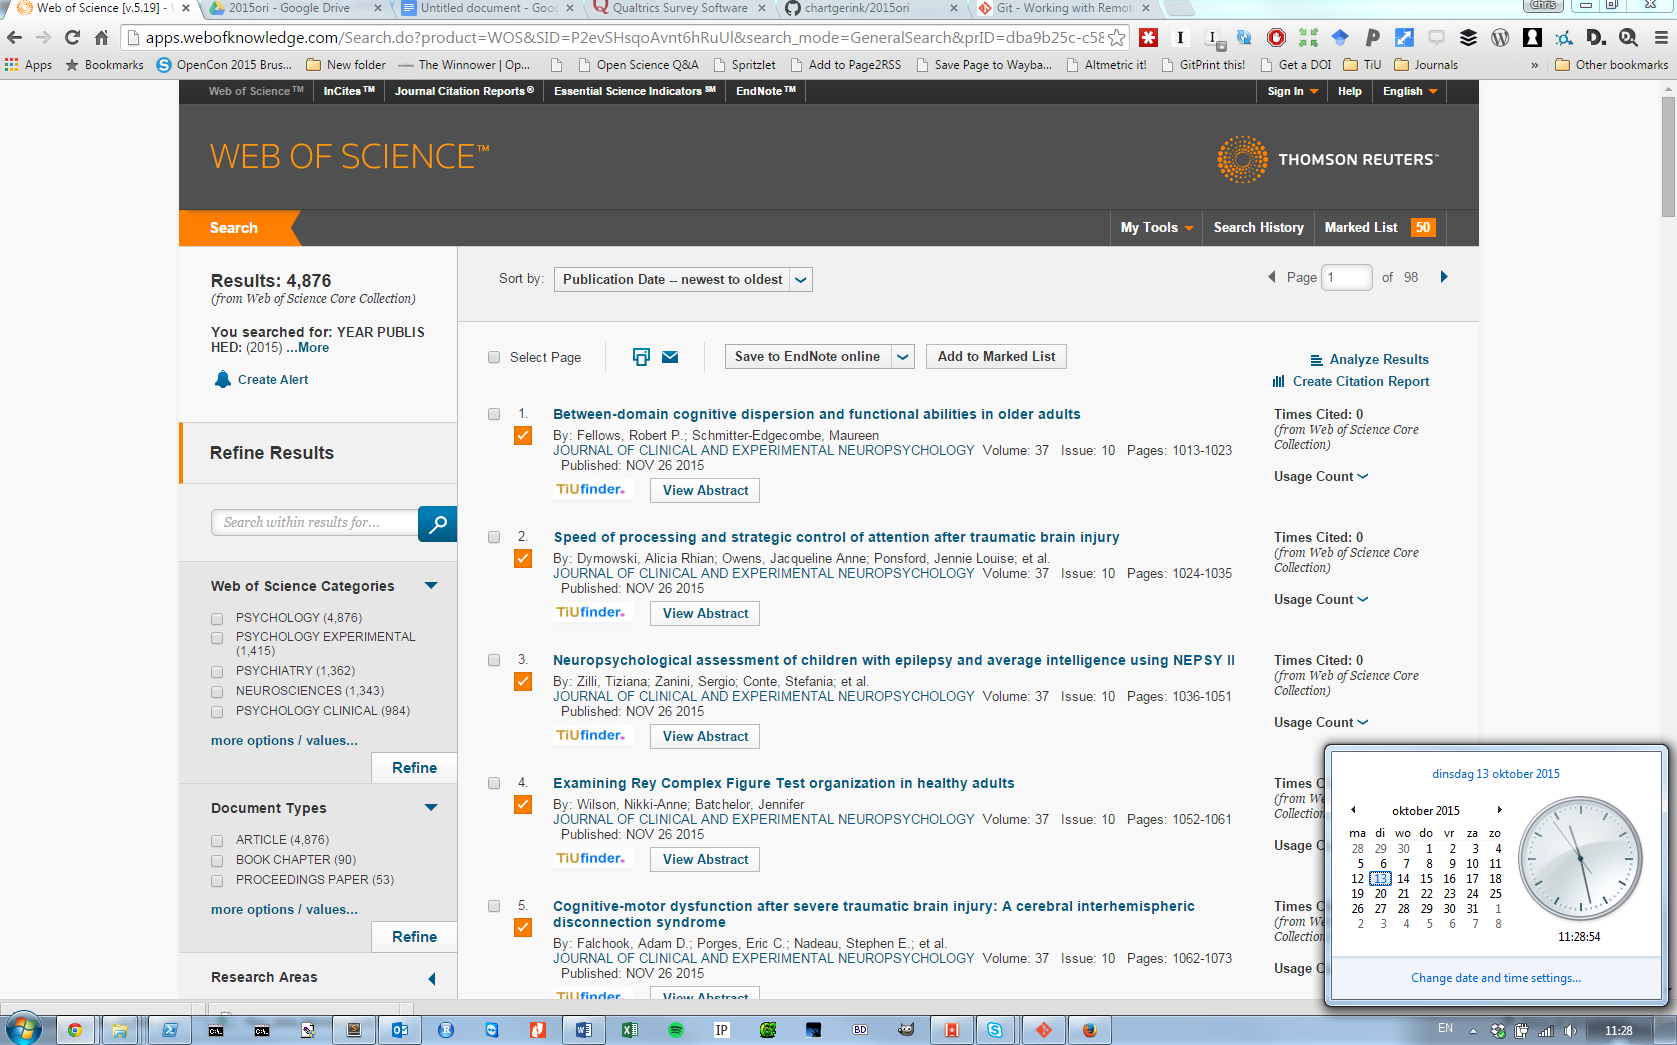 Web of Science [v.5.19] -
2015ori - Google Drive
Untitled document - Goo
Qualtrics Survey Software
chartgerink/2015ori
Git - Working with Remot
Chris
apps.webofknowledge.com/Search.do?product=WOS&SID=P2evSHsqoAvnt6hRuUl&search_mode=GeneralSearch&prID=dba9b25c-c58
Apps
Bookmarks
OpenCon 2015 Brus...
New folder
The Winnower | Op...
Open Science Q&A
Spritzlet
Add to Page2RSS
Save Page to Wayba...
Altmetric it!
GitPrint this!
Get a DOI
TiU
Journals
»
Other bookmarks
Web of Science™
InCites™
Journal Citation Reports®
Essential Science Indicators℠
EndNote™
Sign In
Help
English
WEB OF SCIENCE™
THOMSON REUTERS™
Search
My Tools
Search History
Marked List 50
Results: 4,876
(from Web of Science Core Collection)
You searched for: YEAR PUBLIS
HED: (2015) ...More
Create Alert
Sort by: Publication Date -- newest to oldest
Page 1 of 98
Select Page
Save to EndNote online
Add to Marked List
Analyze Results
Create Citation Report
Refine Results
Search within results for...
Web of Science Categories
PSYCHOLOGY (4,876)
PSYCHOLOGY EXPERIMENTAL
(1,415)
PSYCHIATRY (1,362)
NEUROSCIENCES (1,343)
PSYCHOLOGY CLINICAL (984)
more options / values...
Refine
Document Types
ARTICLE (4,876)
BOOK CHAPTER (90)
PROCEEDINGS PAPER (53)
more options / values...
Refine
Research Areas
1. Between-domain cognitive dispersion and functional abilities in older adults
By: Fellows, Robert P.; Schmitter-Edgecombe, Maureen
JOURNAL OF CLINICAL AND EXPERIMENTAL NEUROPSYCHOLOGY Volume: 37 Issue: 10 Pages: 1013-1023
Published: NOV 26 2015
TiUfinder
View Abstract
Times Cited: 0
(from Web of Science Core
Collection)
Usage Count
2. Speed of processing and strategic control of attention after traumatic brain injury
By: Dymowski, Alicia Rhian; Owens, Jacqueline Anne; Ponsford, Jennie Louise; et al.
JOURNAL OF CLINICAL AND EXPERIMENTAL NEUROPSYCHOLOGY Volume: 37 Issue: 10 Pages: 1024-1035
Published: NOV 26 2015
TiUfinder
View Abstract
Times Cited: 0
(from Web of Science Core
Collection)
Usage Count
3. Neuropsychological assessment of children with epilepsy and average intelligence using NEPSY II
By: Zilli, Tiziana; Zanini, Sergio; Conte, Stefania; et al.
JOURNAL OF CLINICAL AND EXPERIMENTAL NEUROPSYCHOLOGY Volume: 37 Issue: 10 Pages: 1036-1051
Published: NOV 26 2015
TiUfinder
View Abstract
Times Cited: 0
(from Web of Science Core
Collection)
Usage Count
4. Examining Rey Complex Figure Test organization in healthy adults
By: Wilson, Nikki-Anne; Batchelor, Jennifer
JOURNAL OF CLINICAL AND EXPERIMENTAL NEUROPSYCHOLOGY Volume: 37 Issue: 10 Pages: 1052-1061
Published: NOV 26 2015
TiUfinder
View Abstract
Times C
(from We
Collection)
Usage C
5. Cognitive-motor dysfunction after severe traumatic brain injury: A cerebral interhemispheric
disconnection syndrome
By: Falchook, Adam D.; Porges, Eric C.; Nadeau, Stephen E.; et al.
JOURNAL OF CLINICAL AND EXPERIMENTAL NEUROPSYCHOLOGY Volume: 37 Issue: 10 Pages: 1062-1073
Published: NOV 26 2015
TiUfinder
View Abstract
Times C
(from We
Collection)
Usage C
dinsdag 13 oktober 2015
oktober 2015
ma di wo do vr za zo
28 29 30 1 2 3 4
5 6 7 8 9 10 11
12 13 14 15 16 17 18
19 20 21 22 23 24 25
26 27 28 29 30 31 1
2 3 4 5 6 7 8
11:28:54
Change date and time settings...
IP
BD
EN
11:28